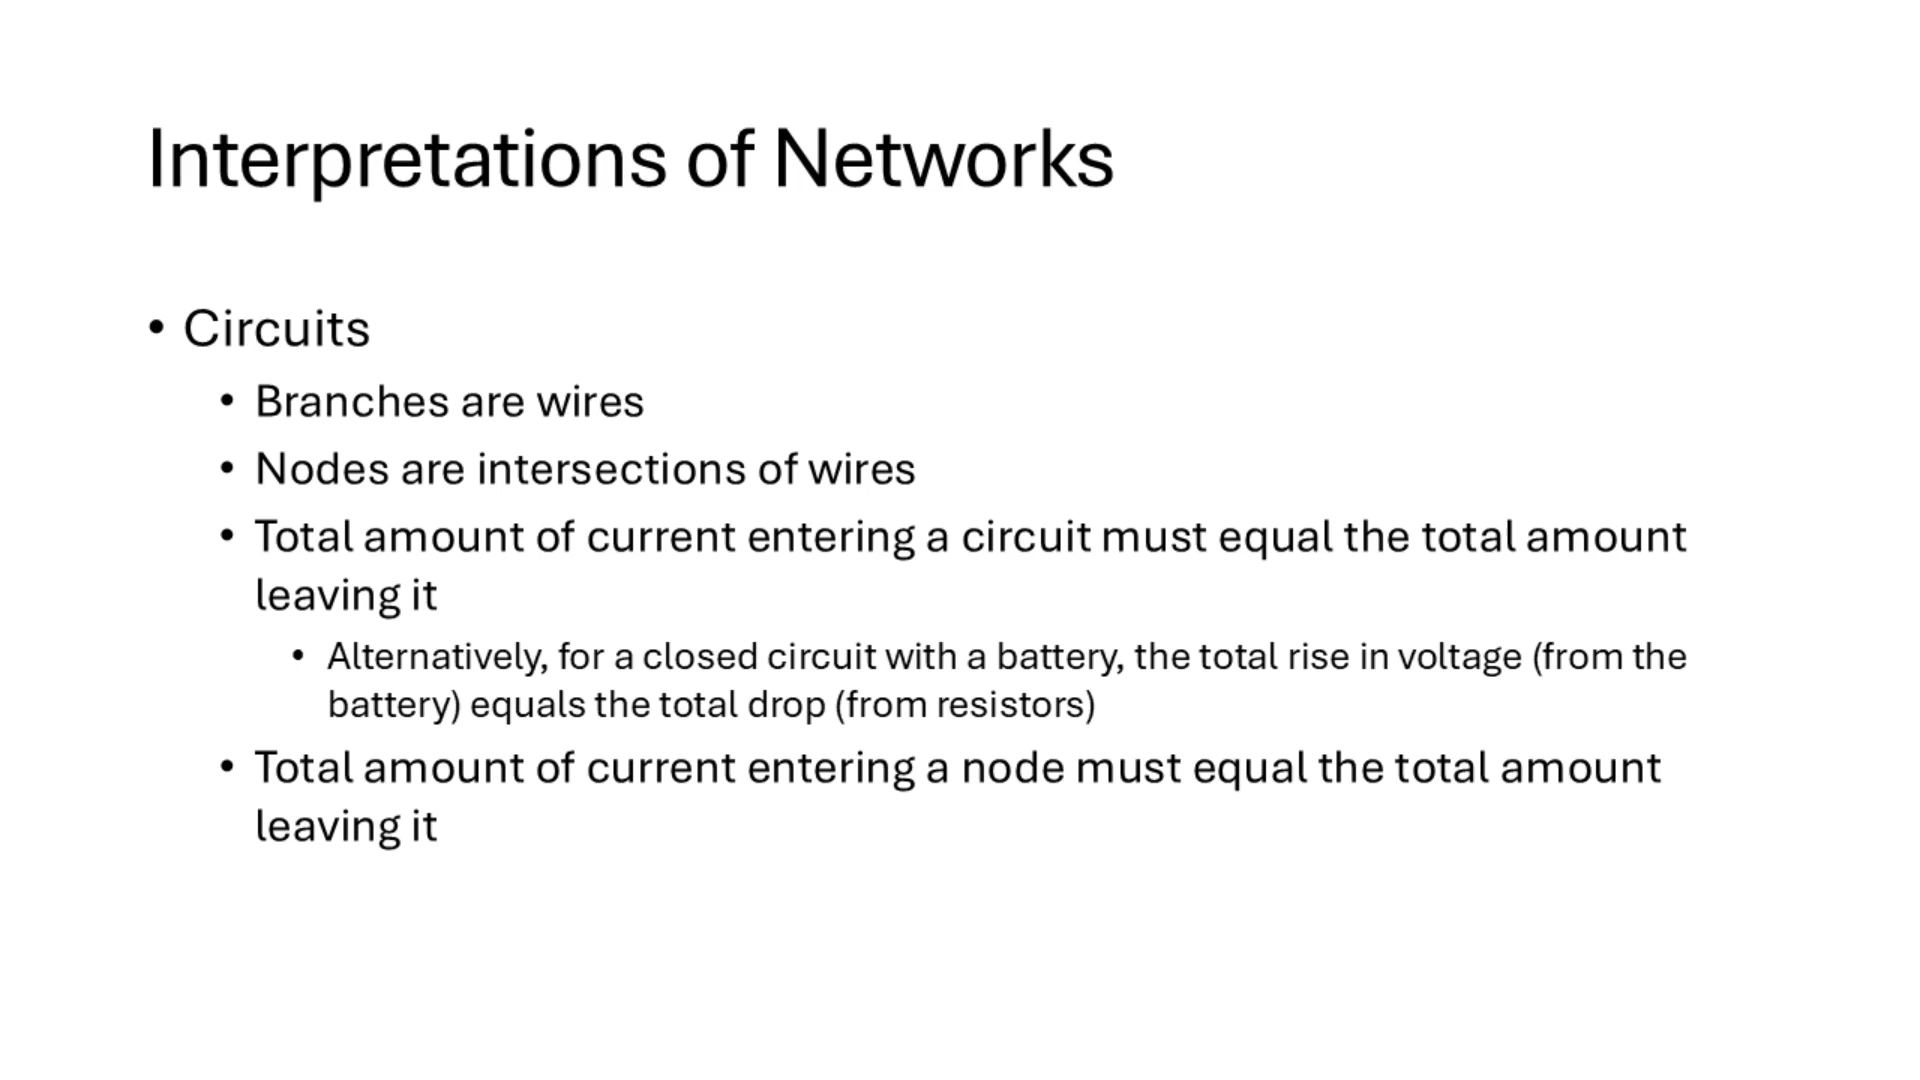 Interpretations of Networks
• Circuits
• Branches are wires
• Nodes are intersections of wires
• Total amount of current entering a circuit must equal the total amount
leaving it
• Alternatively, for a closed circuit with a battery, the total rise in voltage (from the
battery) equals the total drop (from resistors)
• Total amount of current entering a node must equal the total amount
leaving it